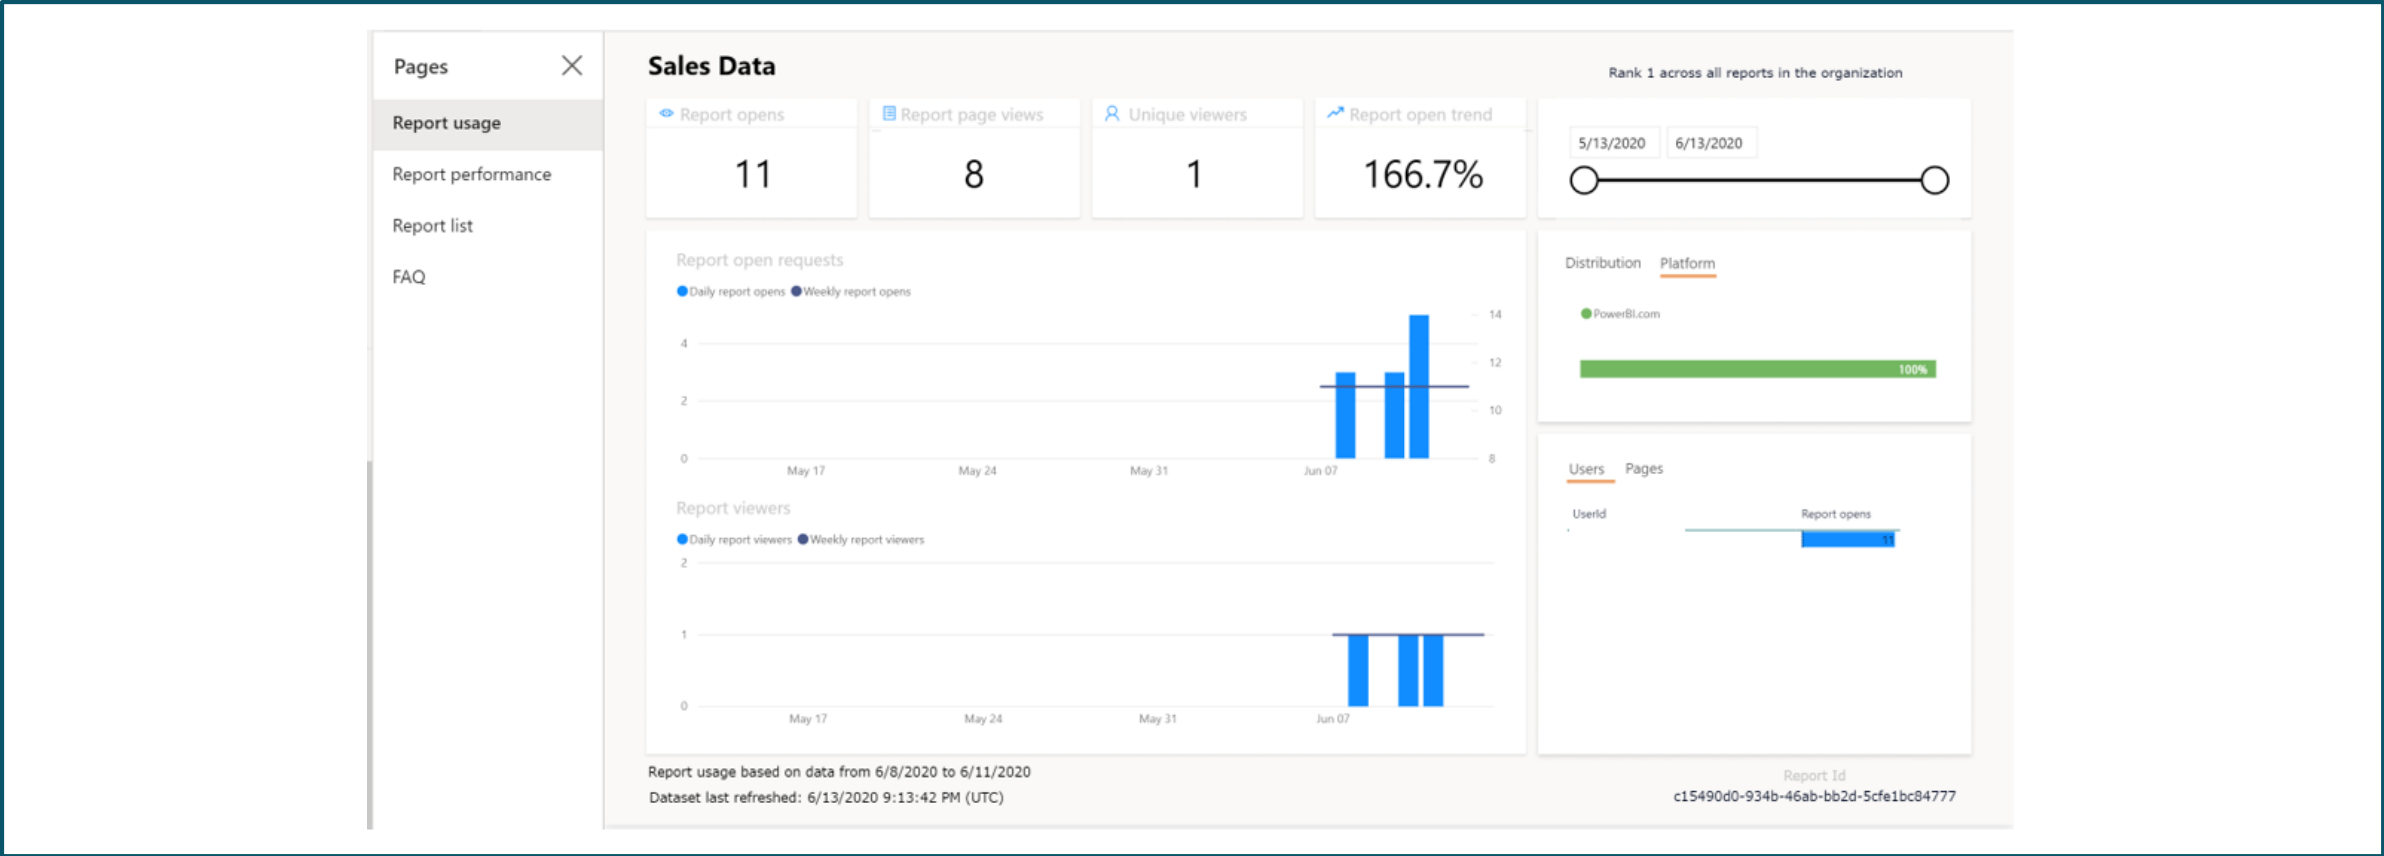 Pages
Report usage
Report performance
Report list
FAQ
Sales Data
Rank 1 across all reports in the organization
Report opens
11
Report page views
8
Unique viewers
1
Report open trend
166.7%
5/13/2020 6/13/2020
Report open requests
Daily report opens Weekly report opens
14
4
12
2
10
0
8
May 17 May 24 May 31 Jun 07
Report viewers
Daily report viewers Weekly report viewers
2
1
0
May 17 May 24 May 31 Jun 07
Distribution Platform
PowerBI.com
100%
Users Pages
UserId Report opens
11
Report usage based on data from 6/8/2020 to 6/11/2020
Dataset last refreshed: 6/13/2020 9:13:42 PM (UTC)
Report Id
c15490d0-934b-46ab-bb2d-5cfe1bc84777